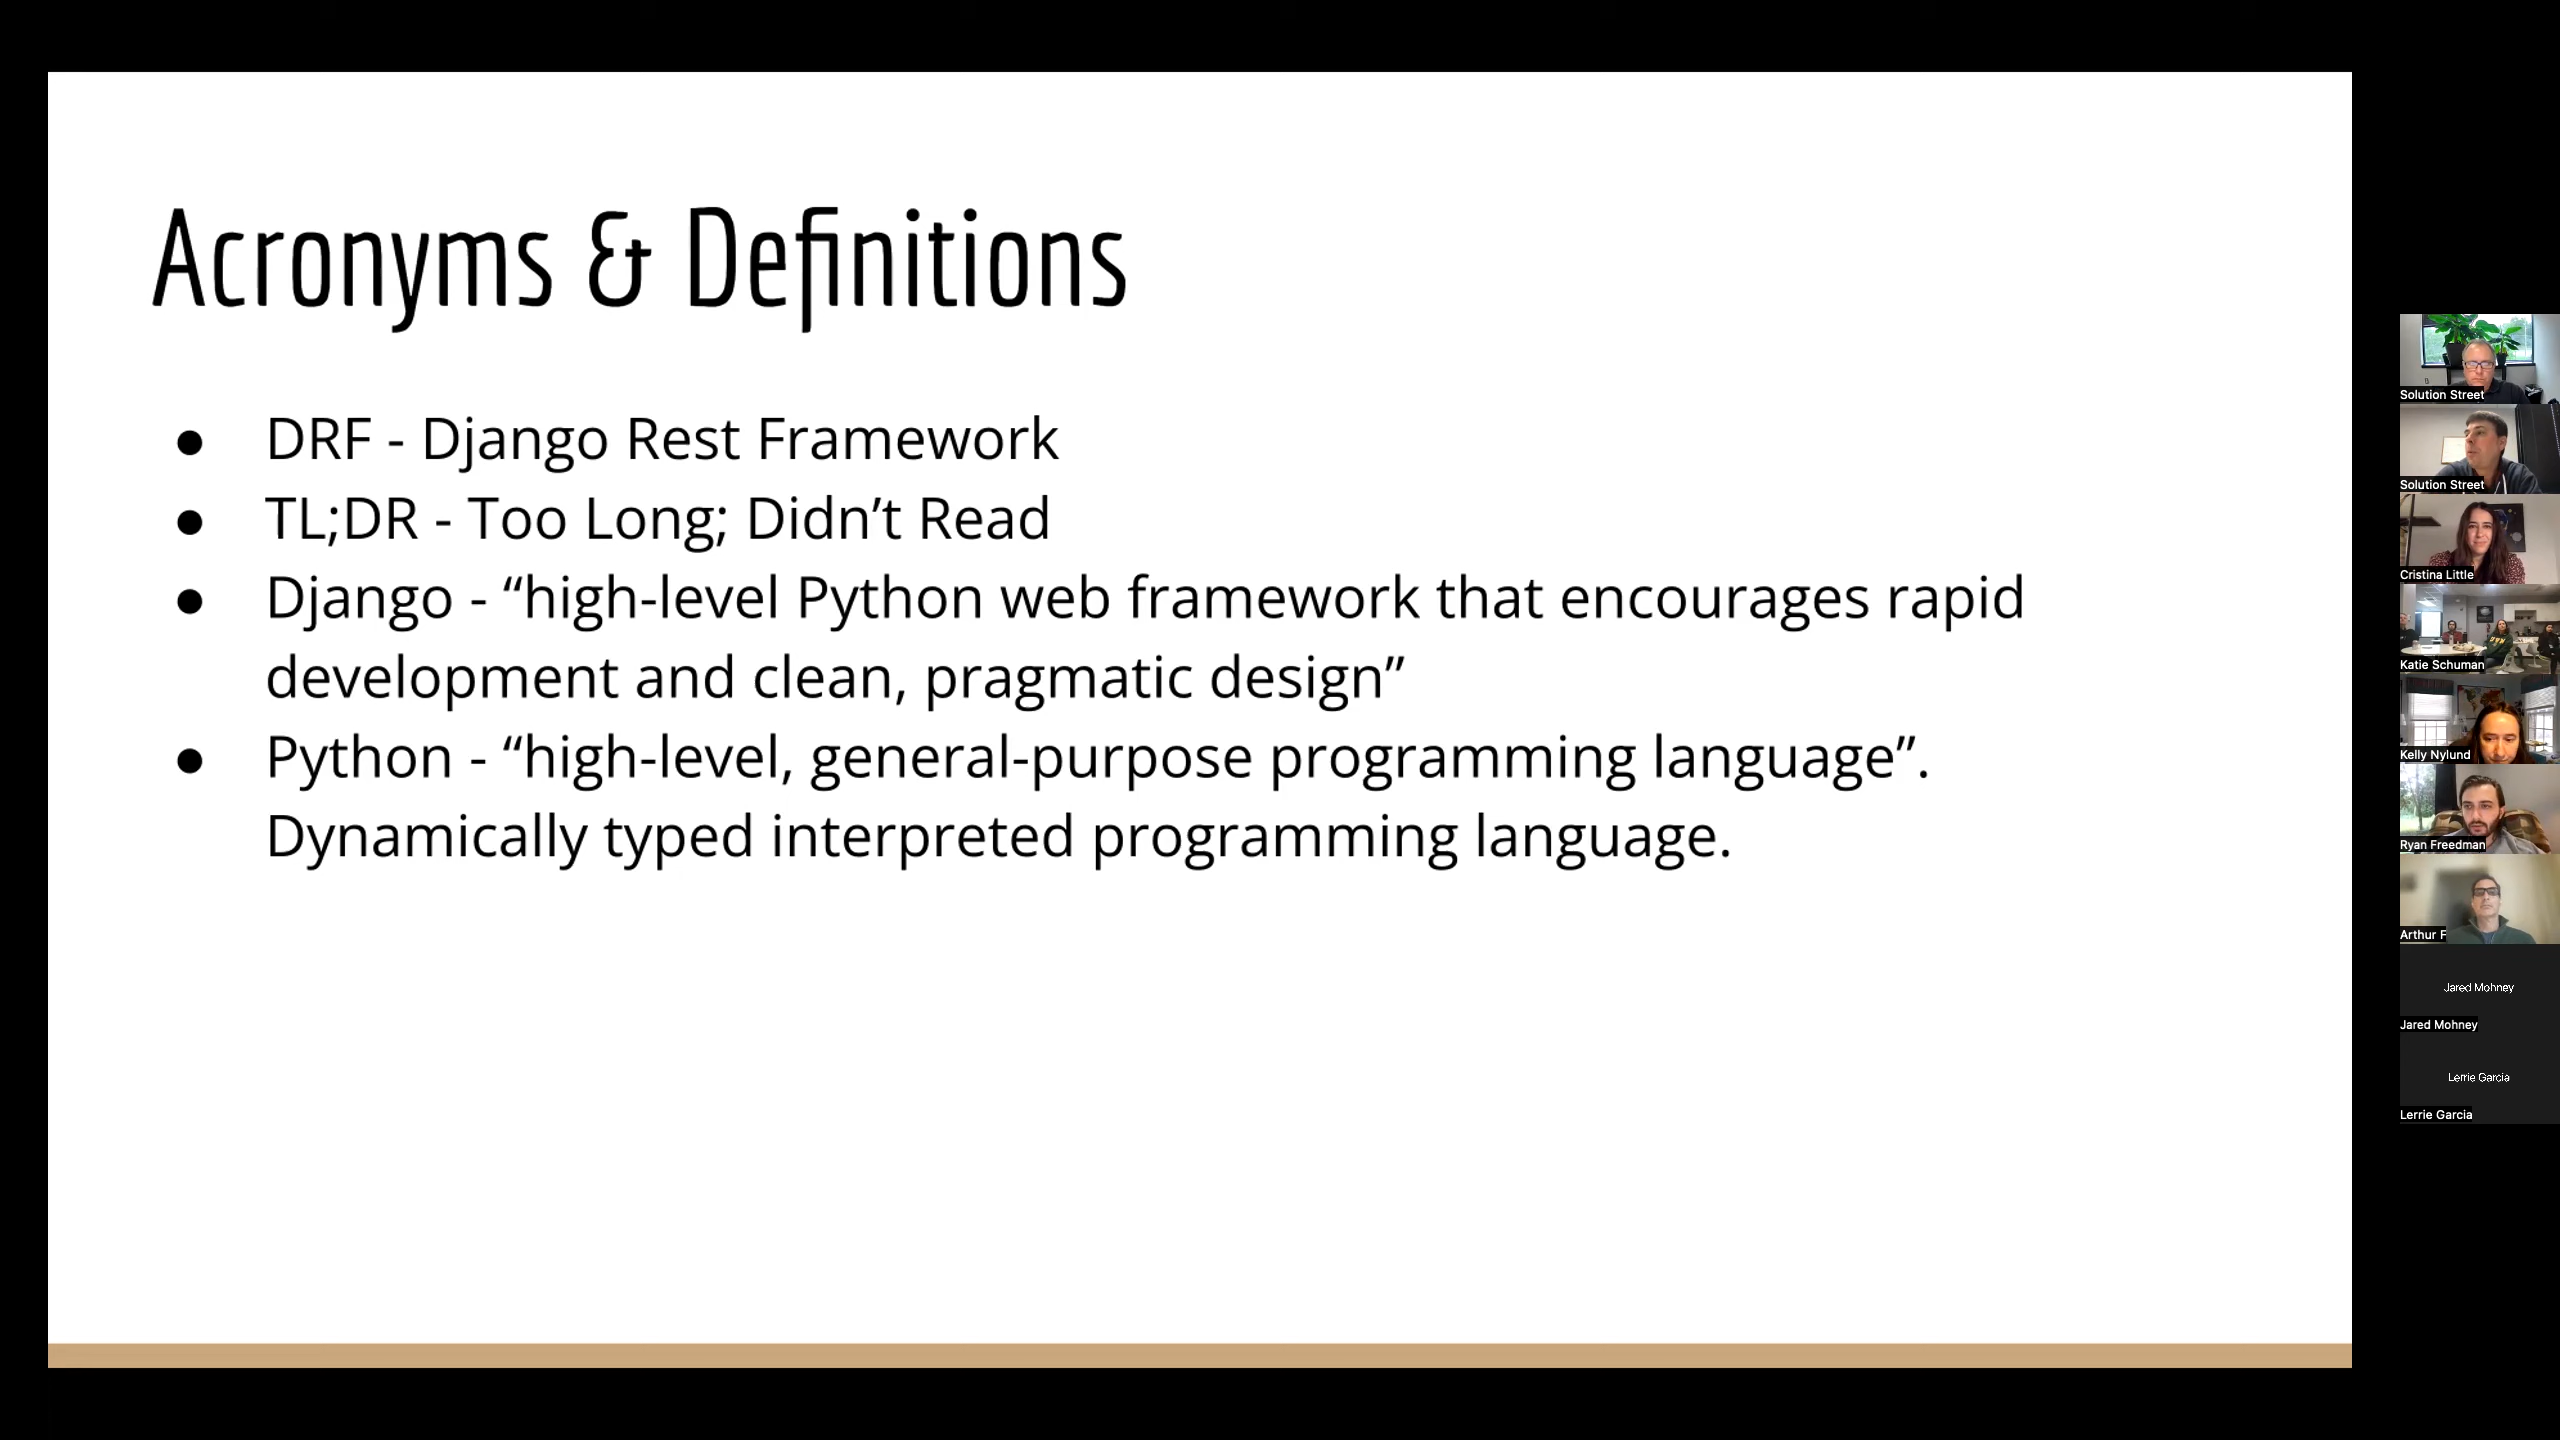 Acronyms & Definitions
● DRF - Django Rest Framework
● TL;DR - Too Long; Didn’t Read
● Django - “high-level Python web framework that encourages rapid
development and clean, pragmatic design”
● Python - “high-level, general-purpose programming language”.
Dynamically typed interpreted programming language.
Solution Street
Solution Street
Cristina Little
Katie Schuman
Kelly Nylund
Ryan Freedman
Arthur F
Jared Mohney
Jared Mohney
Lerrie Garcia
Lerrie Garcia